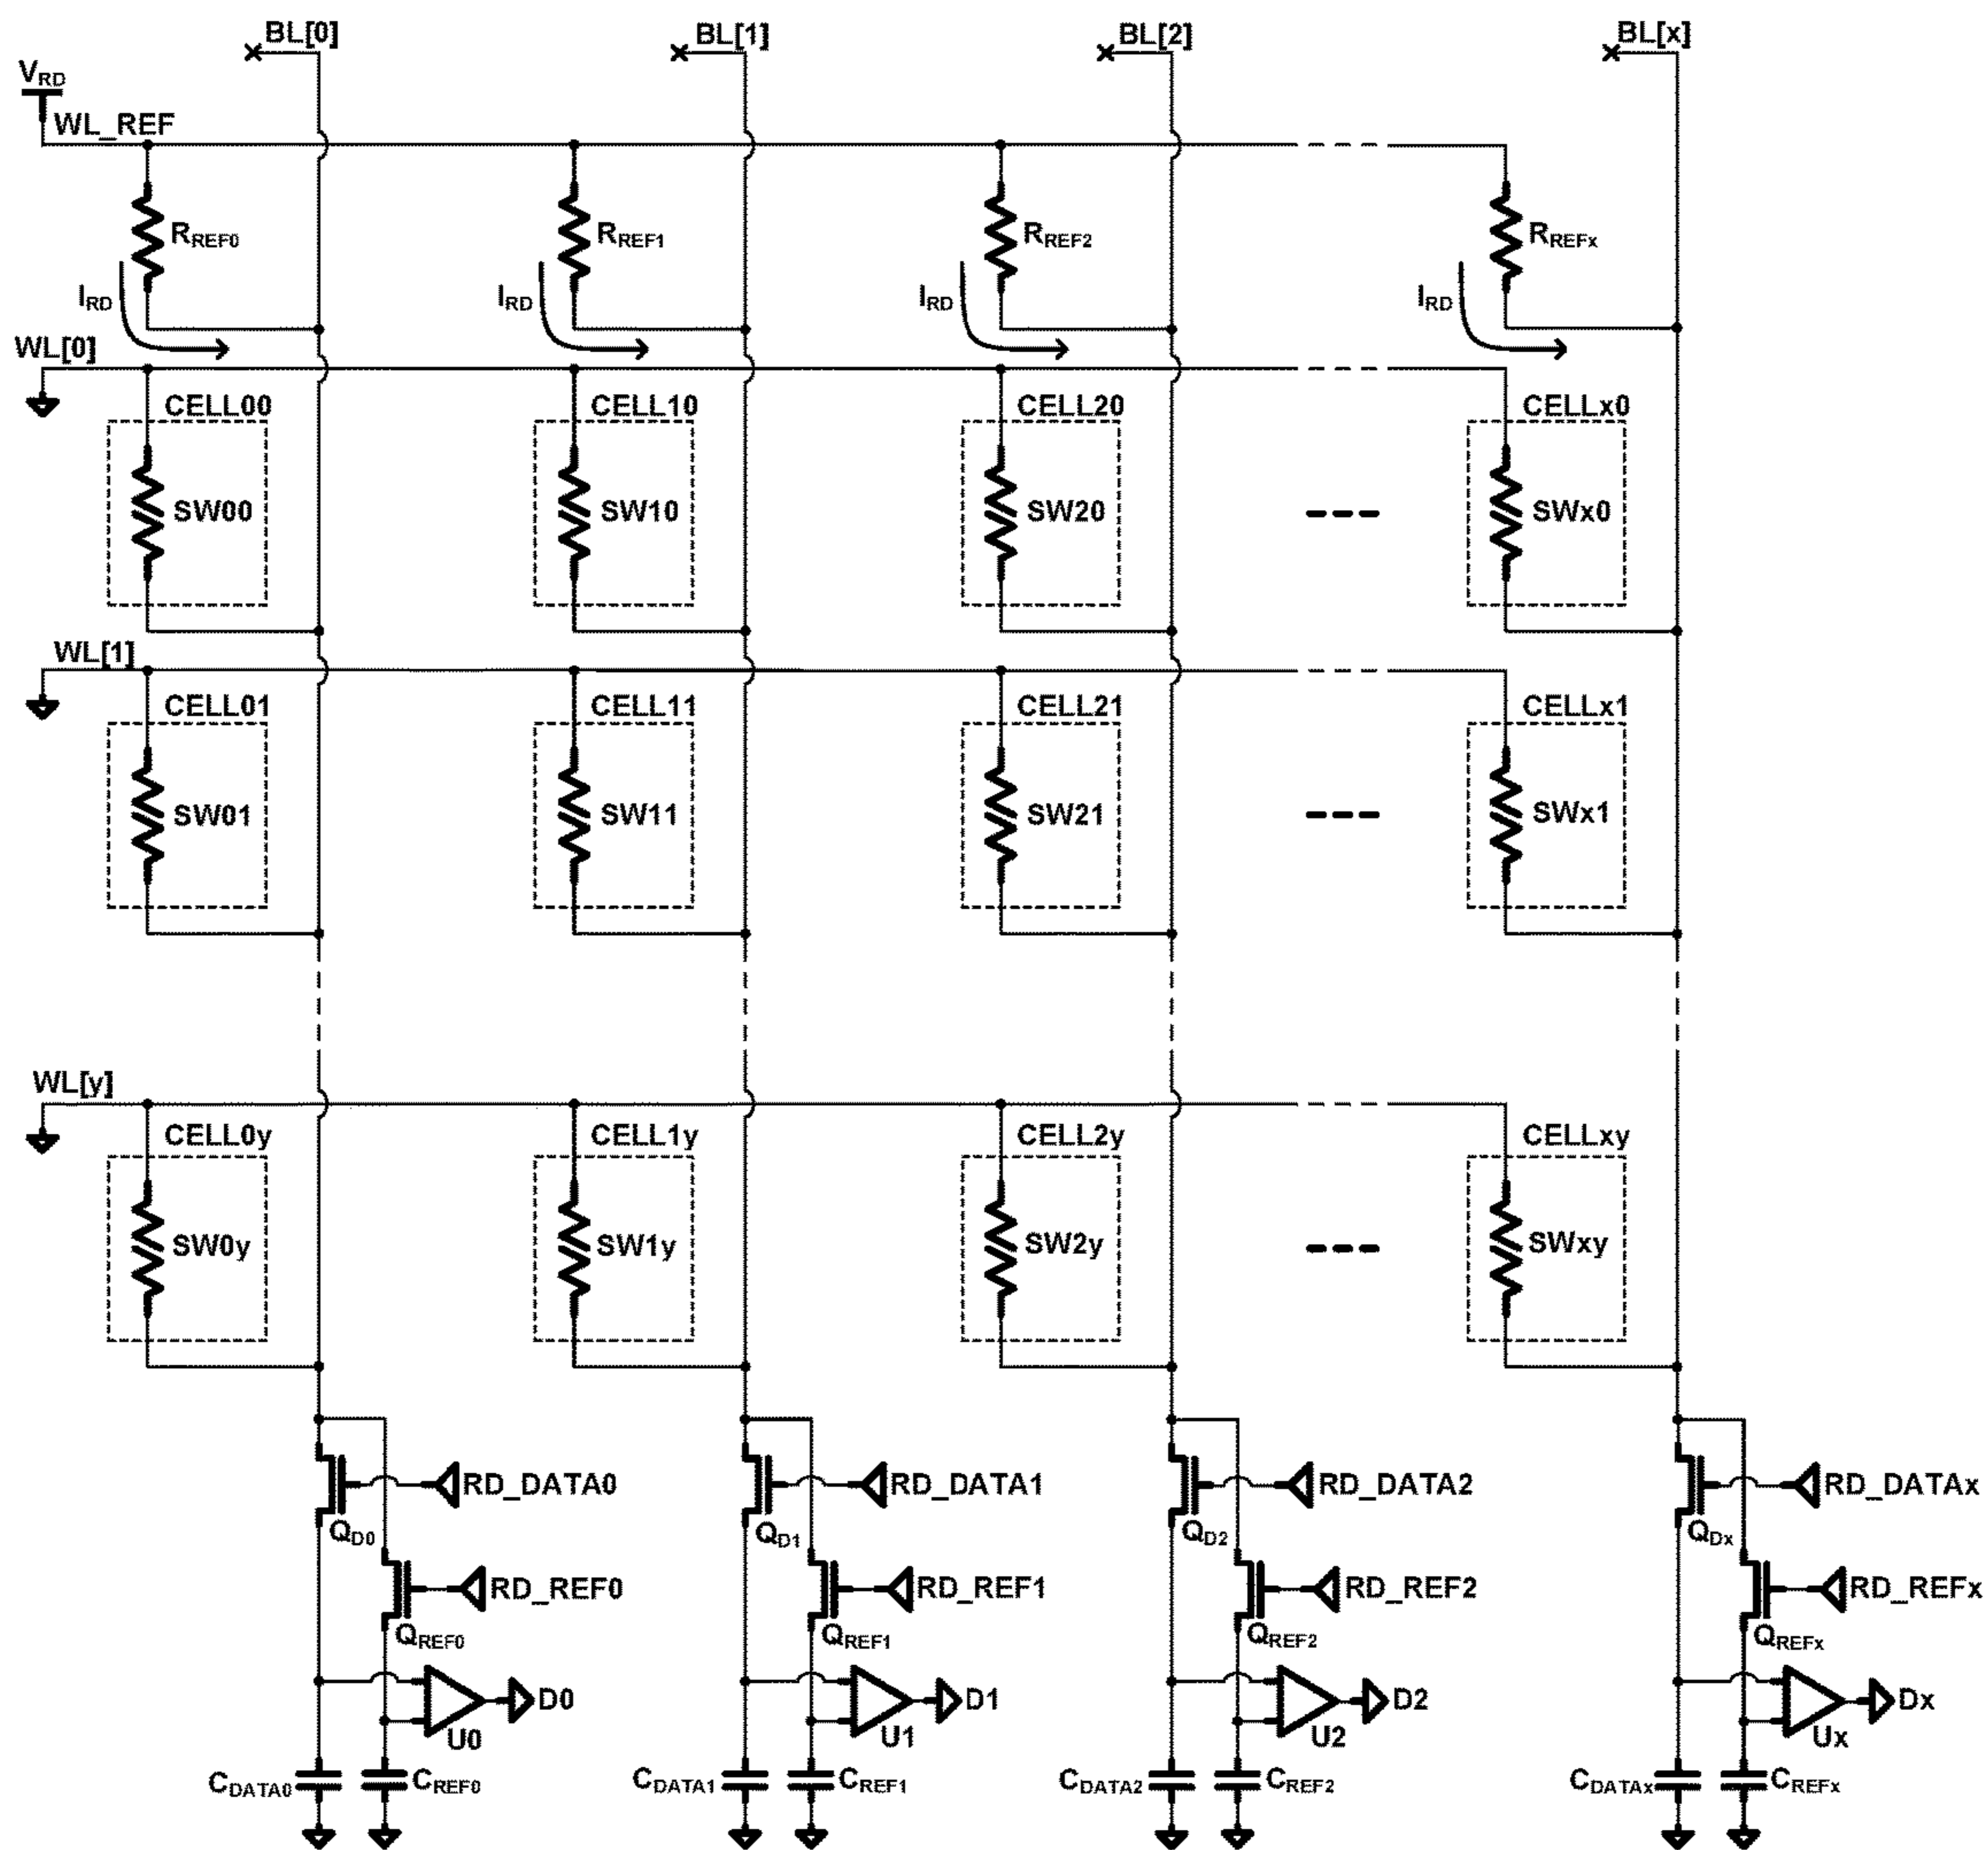 BL[0] BL[1] BL[2] BL[x]
VRD
WL_REF
RREF0 RREF1 RREF2 RREFx
IRD IRD IRD IRD
WL[0]
CELL00 CELL10 CELL20 CELLx0
SW00 SW10 SW20 SWx0
WL[1]
CELL01 CELL11 CELL21 CELLx1
SW01 SW11 SW21 SWx1
WL[y]
CELL0y CELL1y CELL2y CELLxy
SW0y SW1y SW2y SWxy
RD_DATA0 RD_DATA1 RD_DATA2 RD_DATAx
QD0 QD1 QD2 QDx
RD_REF0 RD_REF1 RD_REF2 RD_REFx
QREF0 QREF1 QREF2 QREFx
D0 D1 D2 Dx
U0 U1 U2 Ux
CDATA0 CREF0 CDATA1 CREF1 CDATA2 CREF2 CDATAx CREFx